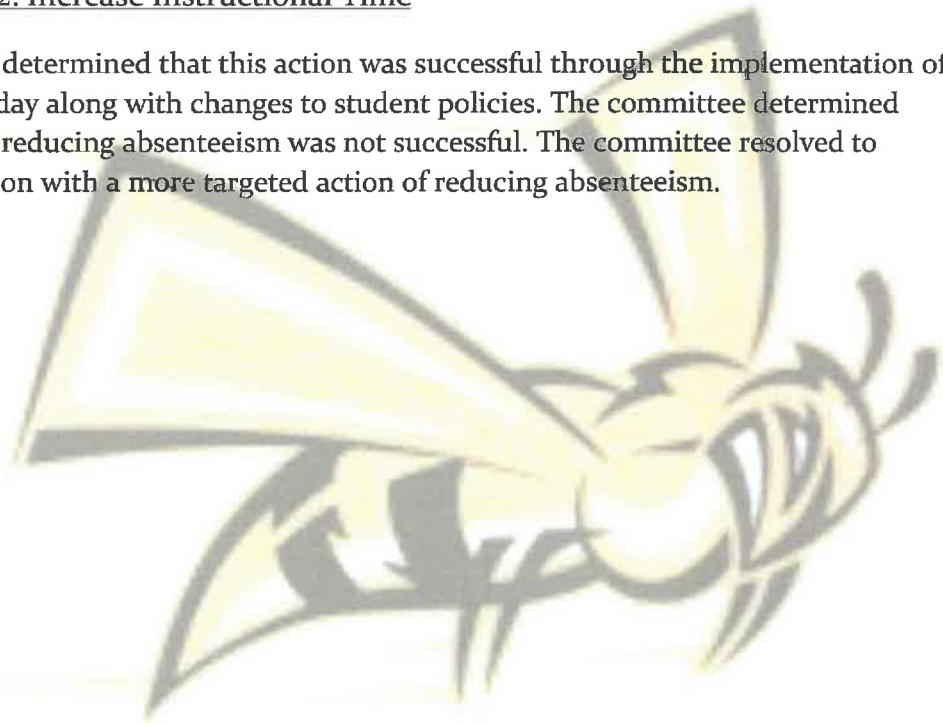 2. Increase Instructional Time
determined that this action was successful through the implementation of
day along with changes to student policies. The committee determined
reducing absenteeism was not successful. The committee resolved to
on with a more targeted action of reducing absenteeism.